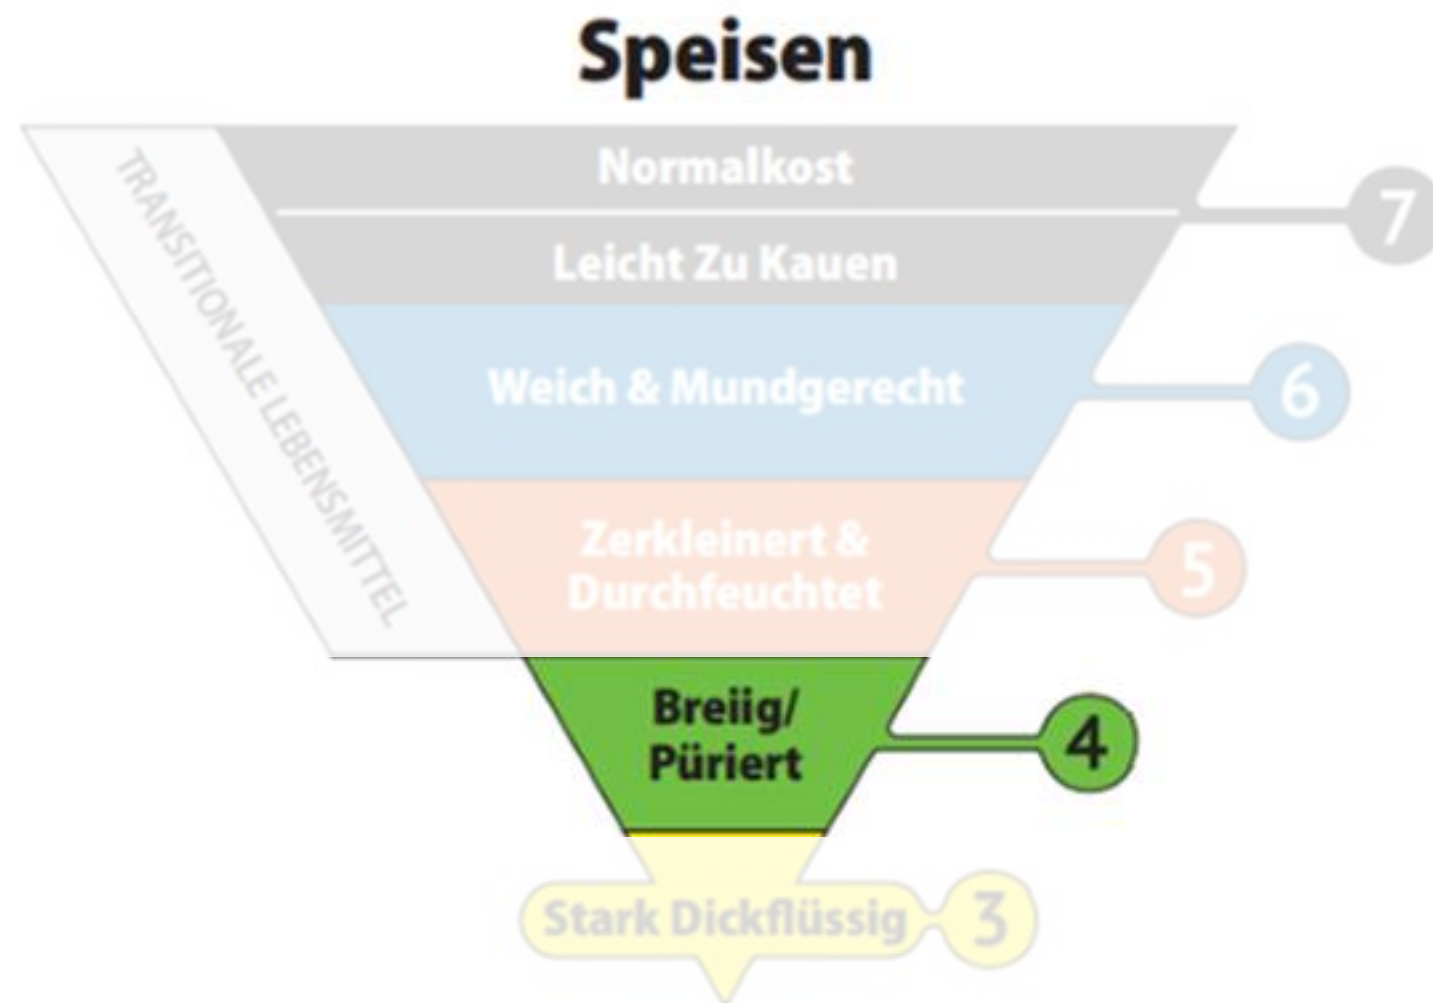 Speisen
TRANSITIONALE LEBENSMITTEL
Normalkost
7
Leicht Zu Kauen
Weich & Mundgerecht
6
Zerkleinert &
Durchfeuchtet
5
Breiig/
Püriert
4
Stark Dickflüssig
3